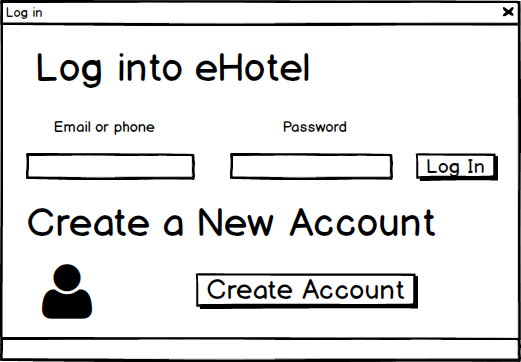 Log in
Log into eHotel
Email or phone Password
Log In
Create a New Account
Create Account